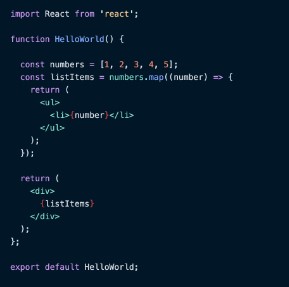 import React from 'react';
function HelloWorld() {
const numbers = [1, 2, 3, 4, 5];
const listItems = numbers.map((number) => {
return (
<ul>
<li>{number}</li>
</ul>
);
});
return (
<div>
{listItems}
</div>
);
};
export default HelloWorld;